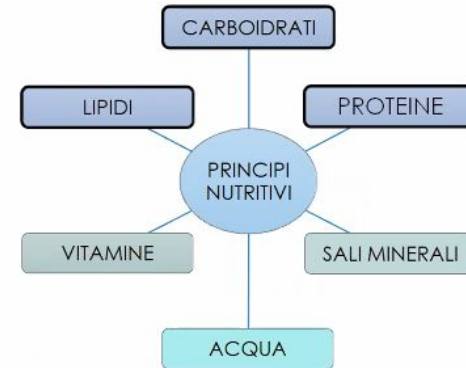 CARBOIDRATI
LIPIDI
PROTEINE
PRINCIPI
NUTRITIVI
VITAMINE
SALI MINERALI
ACQUA